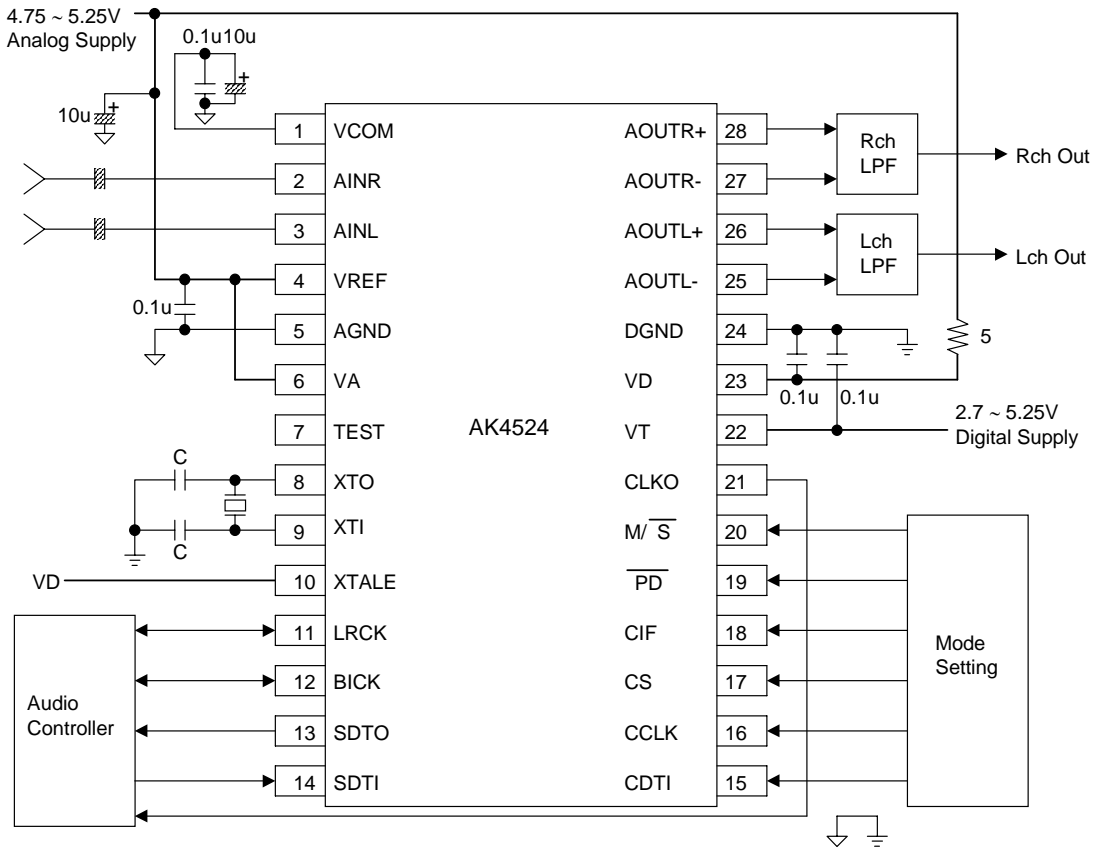 4.75 ~ 5.25V
Analog Supply
0.1u10u
+
10u
+
1 VCOM
2 AINR
3 AINL
4 VREF
0.1u
5 AGND
6 VA
7 TEST
C
8 XTO
9 XTI
C
VD
10 XTALE
11 LRCK
12 BICK
13 SDTO
14 SDTI
Audio
Controller
AK4524
AOUTR+ 28
AOUTR- 27
Rch
LPF
Rch Out
AOUTL+ 26
AOUTL- 25
Lch
LPF
Lch Out
DGND 24
5
VD 23
0.1u
0.1u
VT 22
2.7 ~ 5.25V
Digital Supply
CLKO 21
M/ S̅ 20
P̅D̅ 19
CIF 18
CS 17
CCLK 16
CDTI 15
Mode
Setting